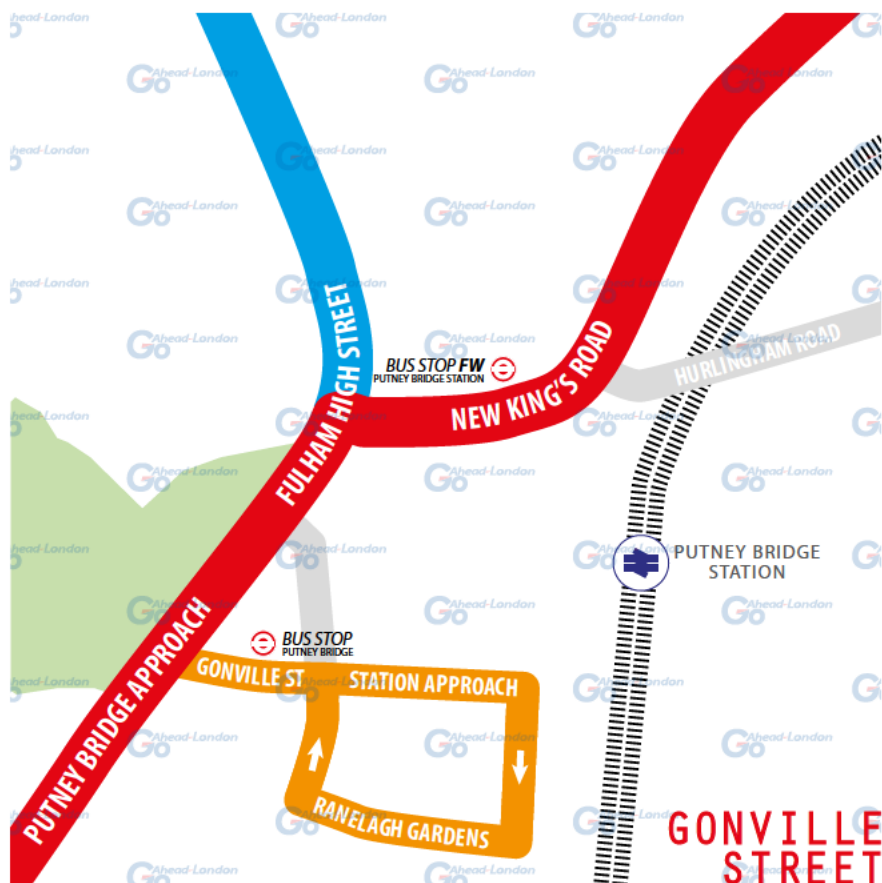 FULHAM HIGH STREET
BUS STOP FW
PUTNEY BRIDGE STATION
NEW KING'S ROAD
HURLINGHAM ROAD
PUTNEY BRIDGE
STATION
PUTNEY BRIDGE APPROACH
BUS STOP
PUTNEY BRIDGE
GONVILLE ST
STATION APPROACH
RANELAGH GARDENS
GONVILLE
STREET
Go Ahead-London